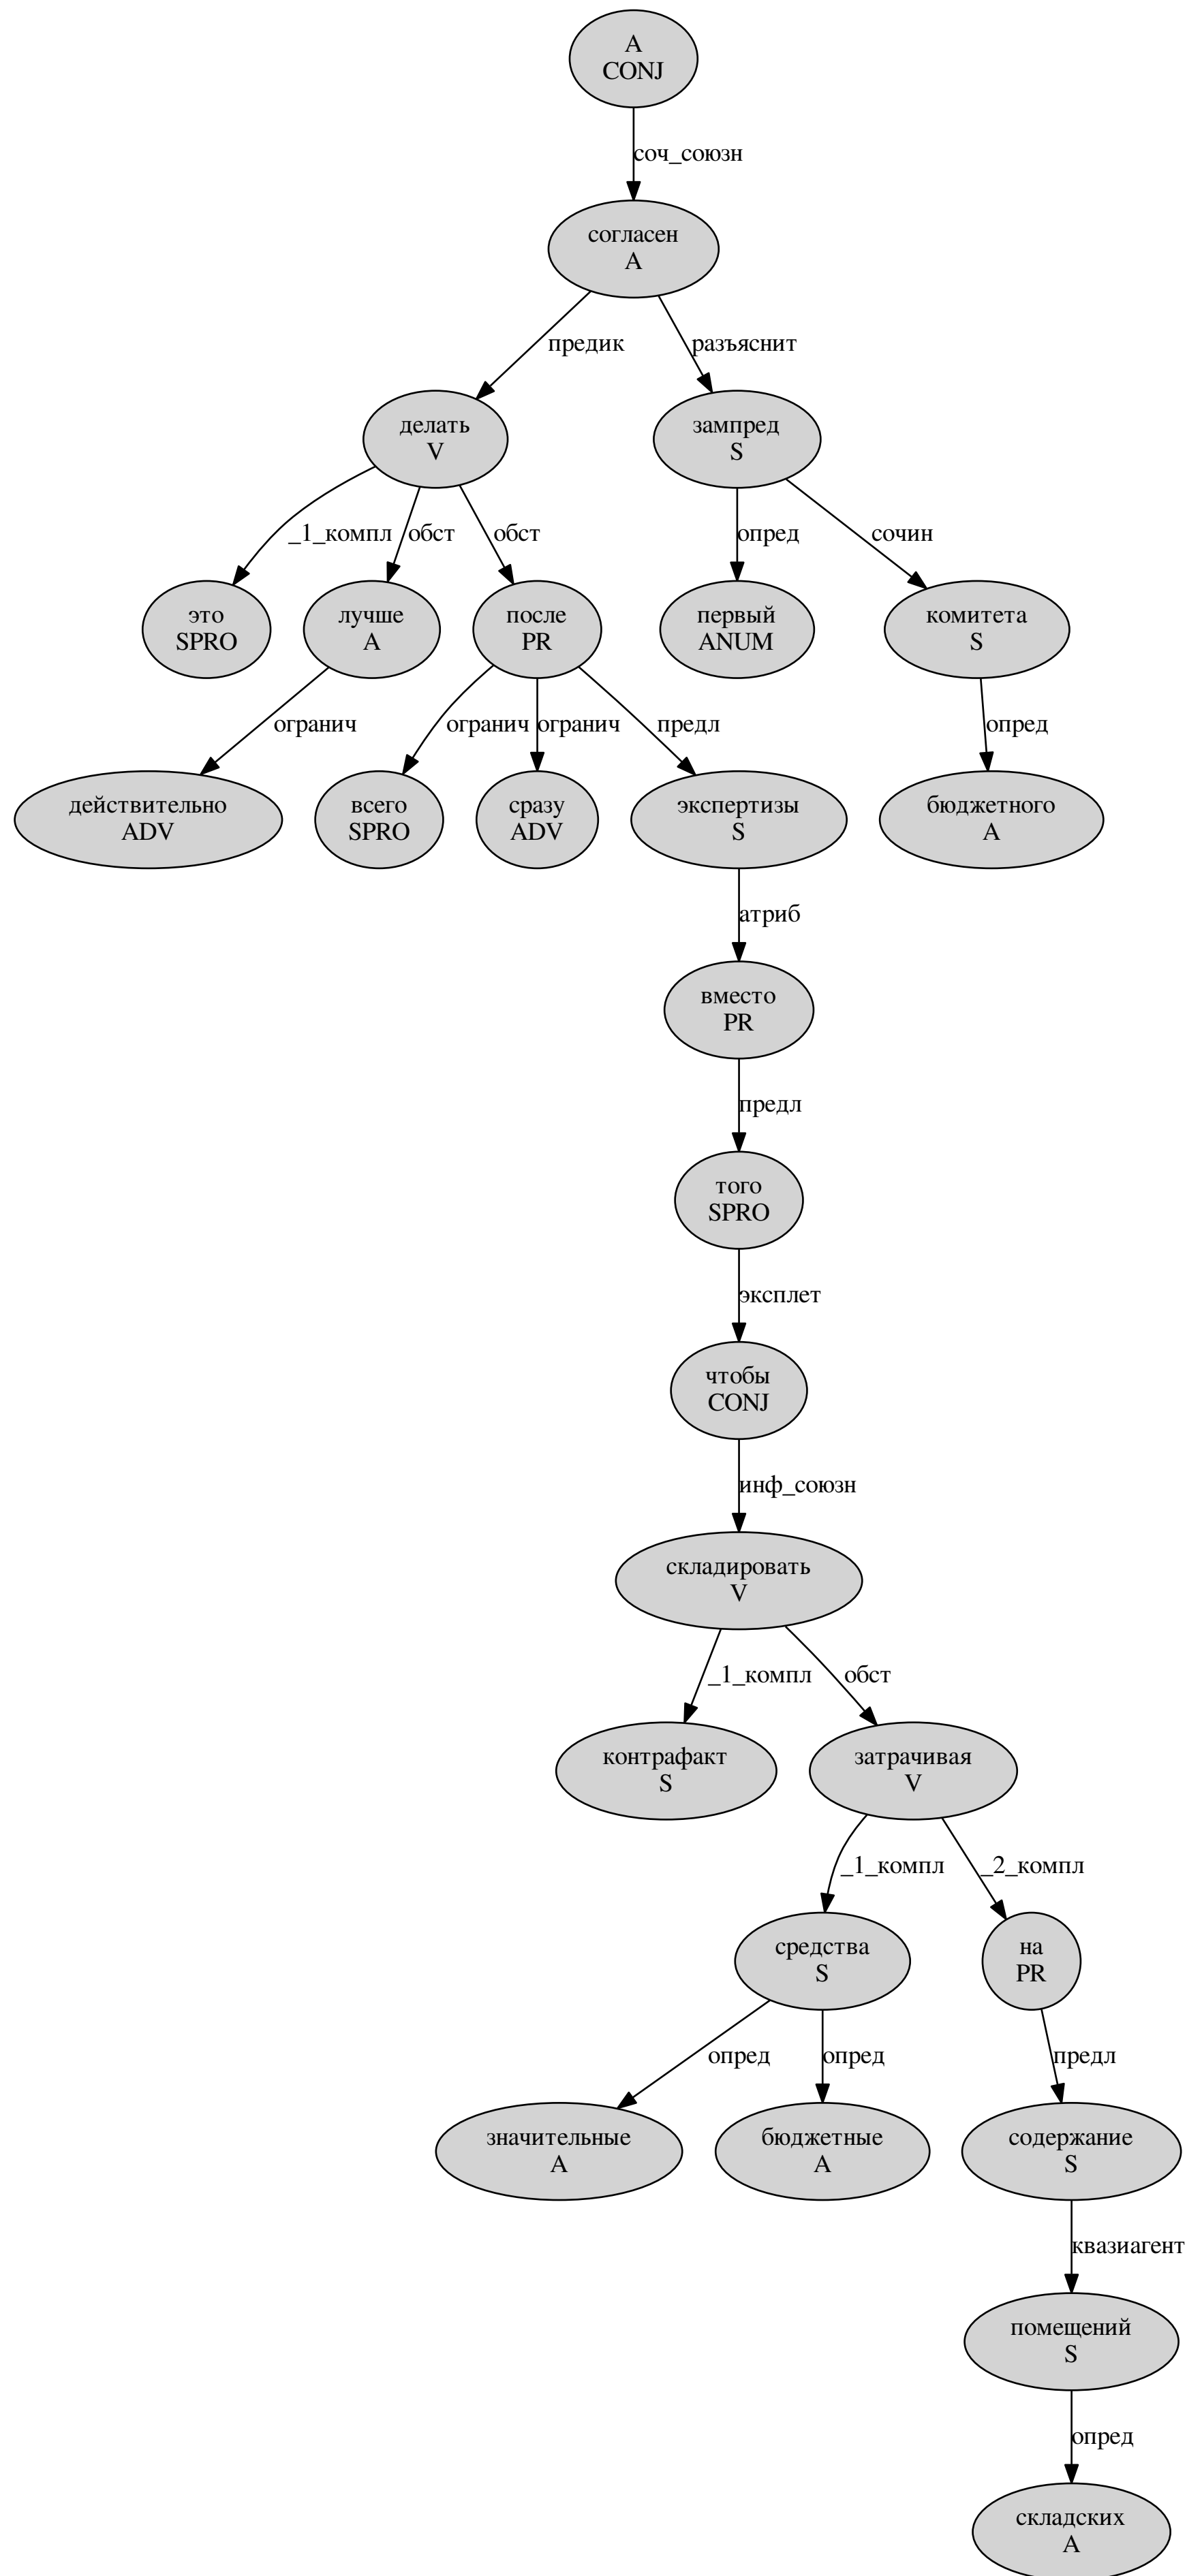 А
CONJ
соч_союзн
согласен
A
предик
разъяснит
делать
V
зампред
S
_1_компл
обст
обст
опред
сочин
это
SPRO
лучше
A
после
PR
первый
ANUM
комитета
S
огранич
огранич
огранич
предл
опред
действительно
ADV
всего
SPRO
сразу
ADV
экспертизы
S
бюджетного
A
атриб
вместо
PR
предл
того
SPRO
эксплет
чтобы
CONJ
инф_союзн
складировать
V
_1_компл
обст
контрафакт
S
затрачивая
V
_1_компл
_2_компл
средства
S
на
PR
опред
опред
предл
значительные
A
бюджетные
A
содержание
S
квазиагент
помещений
S
опред
складских
A